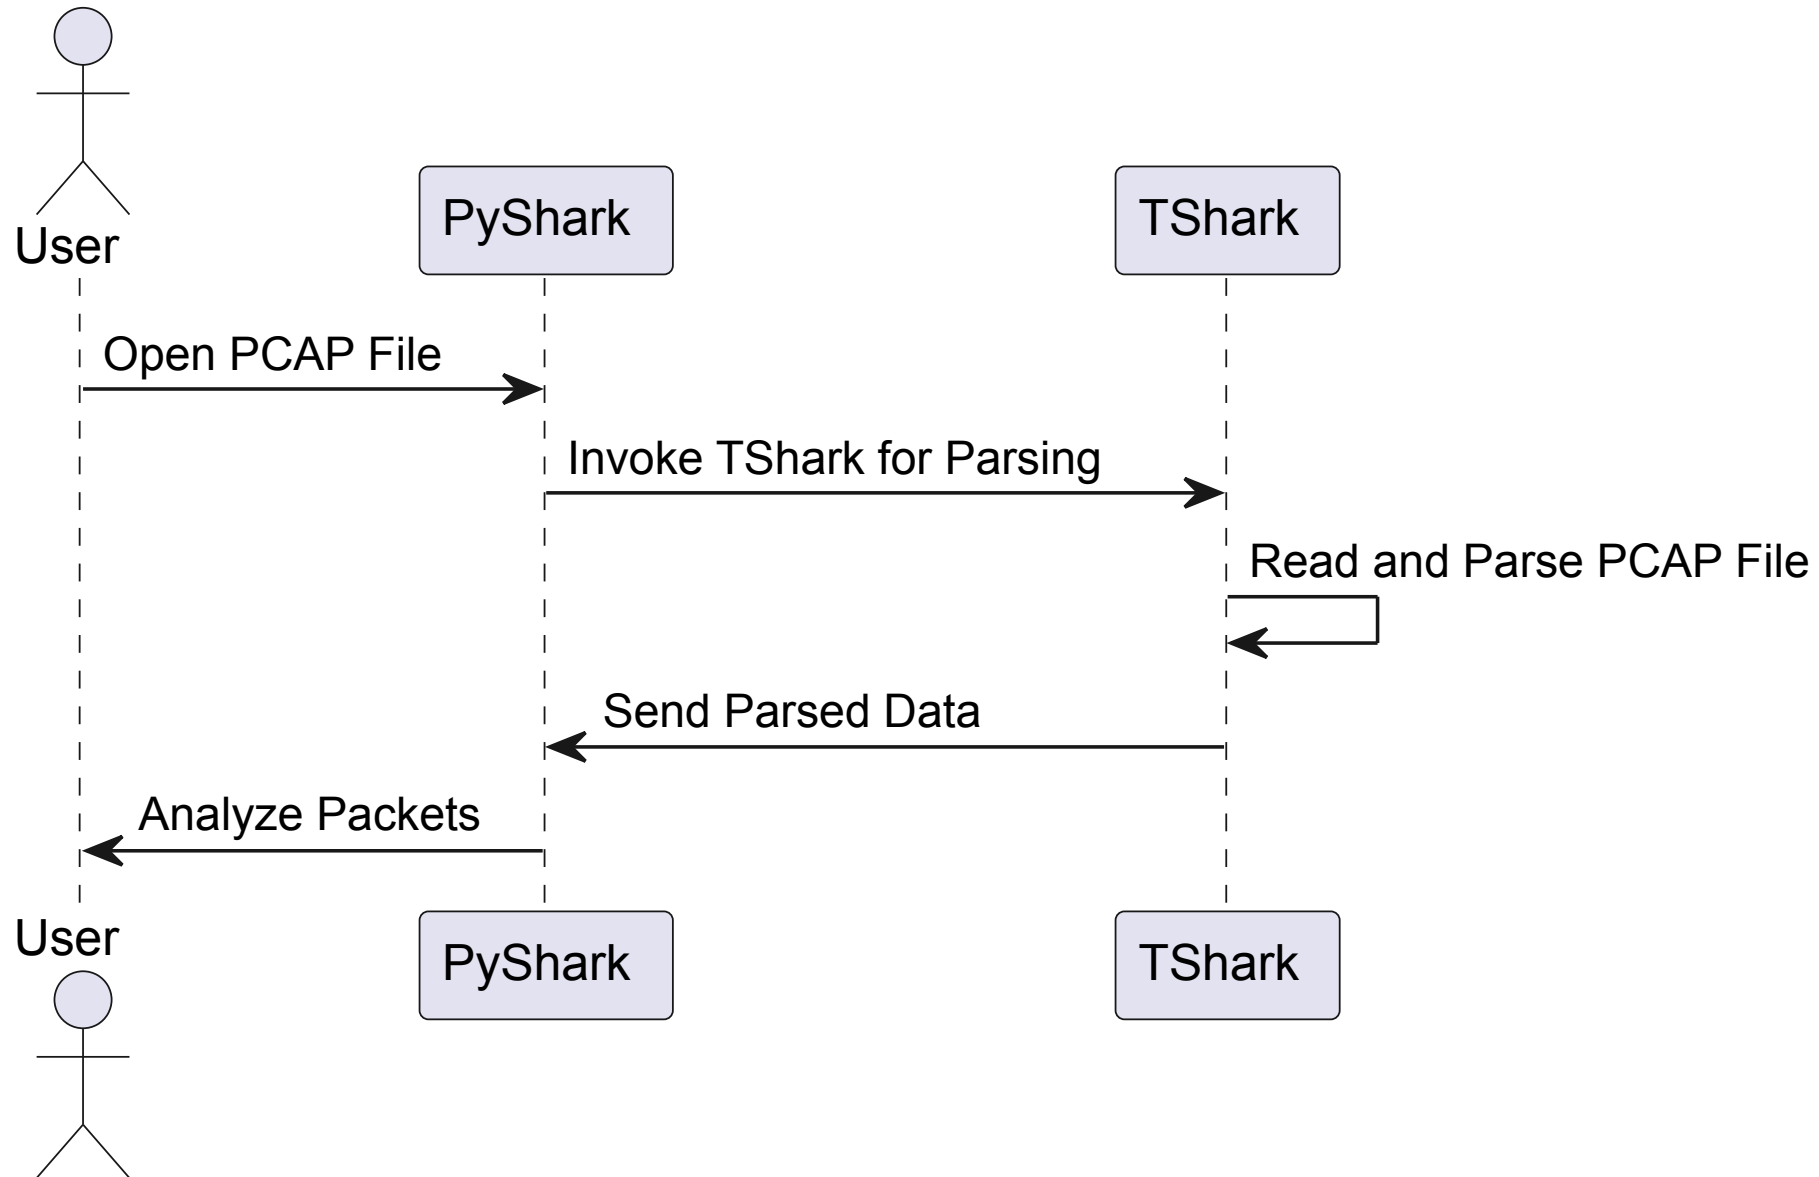 User
PyShark
TShark
Open PCAP File
Invoke TShark for Parsing
Read and Parse PCAP File
Send Parsed Data
Analyze Packets
User
PyShark
TShark